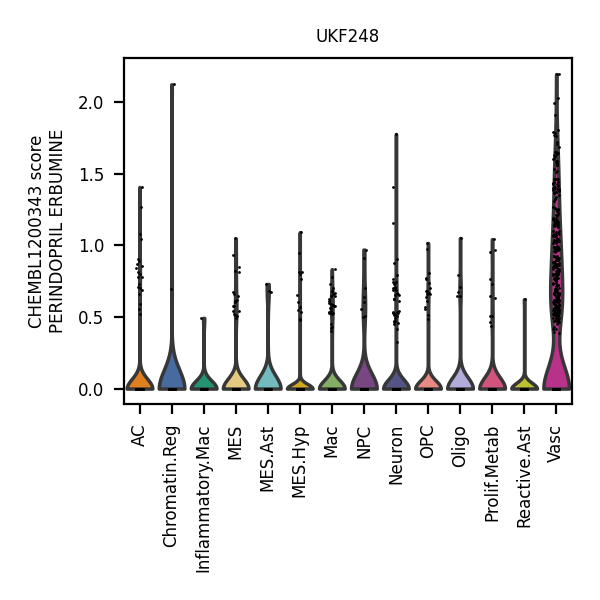 UKF248
CHEMBL1200343 score
PERINDOPRIL ERBUMINE
2.0
1.5
1.0
0.5
0.0
AC
Chromatin.Reg
Inflammatory.Mac
MES
MES.Ast
MES.Hyp
Mac
NPC
Neuron
OPC
Oligo
Prolif.Metab
Reactive.Ast
Vasc